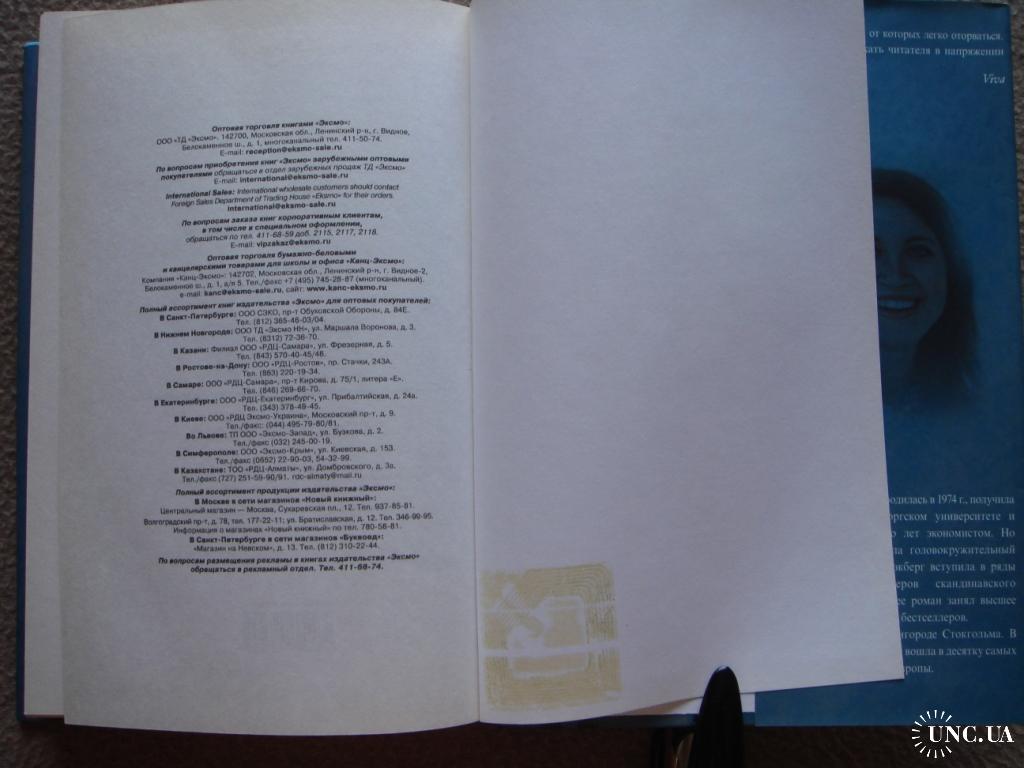 Оптовая торговля книгами «Эксмо»:
ООО «ТД «Эксмо». 142700, Московская обл., Ленинский р-н, г. Видное,
Белокаменное ш., д. 1, многоканальный тел. 411-50-74.
E-mail: reception@eksmo-sale.ru
По вопросам приобретения книг «Эксмо» зарубежными оптовыми
покупателями обращаться в отдел зарубежных продаж ТД «Эксмо»
E-mail: international@eksmo-sale.ru
International Sales: International wholesale customers should contact
Foreign Sales Department of Trading House «Eksmo» for their orders.
international@eksmo-sale.ru
По вопросам заказа книг корпоративным клиентам,
в том числе в специальном оформлении,
обращаться по тел. 411-68-59 доб. 2115, 2117, 2118.
E-mail: vipzakaz@eksmo.ru
Оптовая торговля бумажно-беловыми
и канцелярскими товарами для школы и офиса «Канц-Эксмо»:
Компания «Канц-Эксмо»: 142702, Московская обл., Ленинский р-н, г. Видное-2,
Белокаменное ш., д. 1, а/я 5. Тел./факс +7 (495) 745-28-87 (многоканальный).
e-mail: kanc@eksmo-sale.ru, сайт: www.kanc-eksmo.ru
Полный ассортимент книг издательства «Эксмо» для оптовых покупателей:
В Санкт-Петербурге: ООО СЗКО, пр-т Обуховской Обороны, д. 84Е.
Тел. (812) 365-46-03/04.
В Нижнем Новгороде: ООО ТД «Эксмо НН», ул. Маршала Воронова, д. 3.
Тел. (8312) 72-36-70.
В Казани: Филиал ООО «РДЦ-Самара», ул. Фрезерная, д. 5.
Тел. (843) 570-40-45/46.
В Ростове-на-Дону: ООО «РДЦ-Ростов», пр. Стачки, 243А.
Тел. (863) 220-19-34.
В Самаре: ООО «РДЦ-Самара», пр-т Кирова, д. 75/1, литера «Е».
Тел. (846) 269-66-70.
В Екатеринбурге: ООО «РДЦ-Екатеринбург», ул. Прибалтийская, д. 24а.
Тел. (343) 378-49-45.
В Киеве: ООО «РДЦ Эксмо-Украина», Московский пр-т, д. 9.
Тел./факс: (044) 495-79-80/81.
Во Львове: ТП ООО «Эксмо-Запад», ул. Бузкова, д. 2.
Тел./факс (032) 245-00-19.
В Симферополе: ООО «Эксмо-Крым», ул. Киевская, д. 153.
Тел./факс (0652) 22-90-03, 54-32-99.
В Казахстане: ТОО «РДЦ-Алматы», ул. Домбровского, д. 3а.
Тел./факс (727) 251-59-90/91. rdc-almaty@mail.ru
Полный ассортимент продукции издательства «Эксмо»:
В Москве в сети магазинов «Новый книжный»:
Центральный магазин — Москва, Сухаревская пл., 12. Тел. 937-85-81.
Волгоградский пр-т, д. 78, тел. 177-22-11; ул. Братиславская, д. 12. Тел. 346-99-95.
Информация о магазинах «Новый книжный» по тел. 780-58-81.
В Санкт-Петербурге в сети магазинов «Буквоед»:
«Магазин на Невском», д. 13. Тел. (812) 310-22-44.
По вопросам размещения рекламы в книгах издательства «Эксмо»
обращаться в рекламный отдел. Тел. 411-68-74.
от которых легко оторваться.
читателя в напряжении
Viva
в 1974 г., получила
университете и
лет экономистом. Но
головокружительный
вступила в ряды
скандинавского
роман занял высшее
бестселлеров.
Стокгольма. В
вошла в десятку самых
UNC.UA